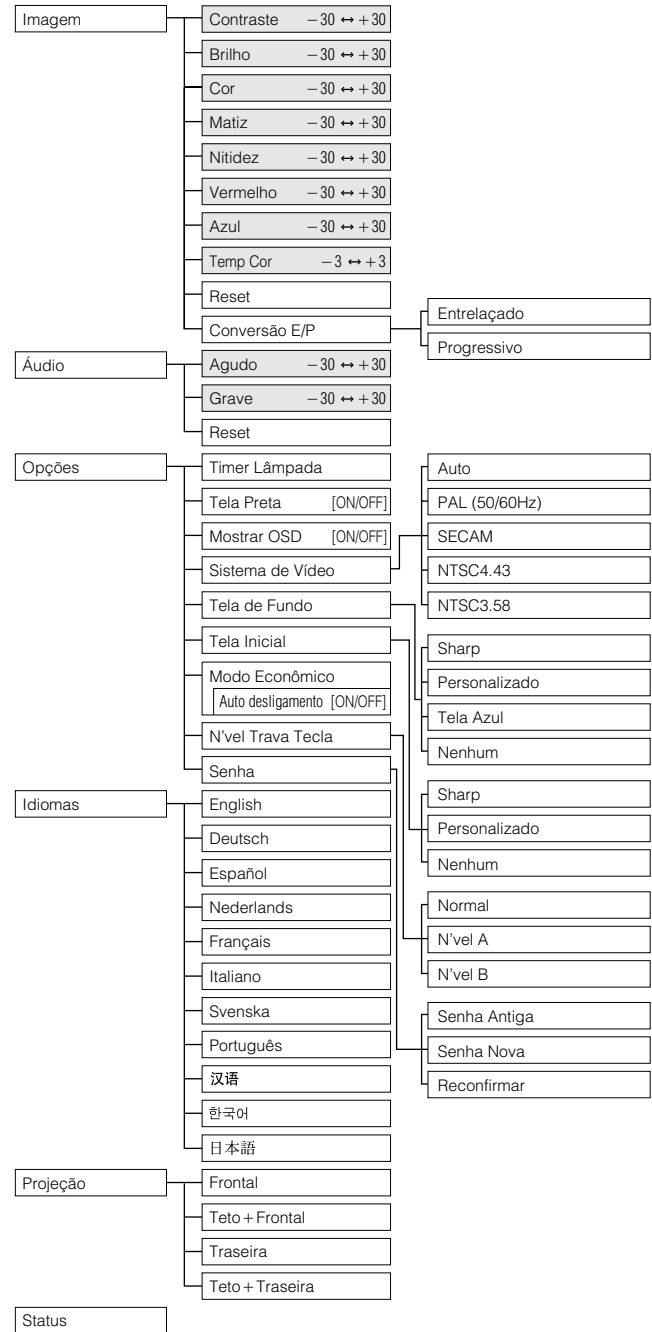 Imagem
Contraste −30 ↔ +30
Brilho −30 ↔ +30
Cor −30 ↔ +30
Matiz −30 ↔ +30
Nitidez −30 ↔ +30
Vermelho −30 ↔ +30
Azul −30 ↔ +30
Temp Cor −3 ↔ +3
Reset
Conversão E/P
Entrelaçado
Progressivo
Áudio
Agudo −30 ↔ +30
Grave −30 ↔ +30
Reset
Opções
Timer Lâmpada
Tela Preta [ON/OFF]
Mostrar OSD [ON/OFF]
Sistema de Vídeo
Tela de Fundo
Tela Inicial
Modo Econômico
Auto desligamento [ON/OFF]
N'vel Trava Tecla
Senha
Auto
PAL (50/60Hz)
SECAM
NTSC4.43
NTSC3.58
Sharp
Personalizado
Tela Azul
Nenhum
Sharp
Personalizado
Nenhum
Normal
N'vel A
N'vel B
Senha Antiga
Senha Nova
Reconfirmar
Idiomas
English
Deutsch
Español
Nederlands
Français
Italiano
Svenska
Português
汉语
한국어
日本語
Projeção
Frontal
Teto+Frontal
Traseira
Teto+Traseira
Status